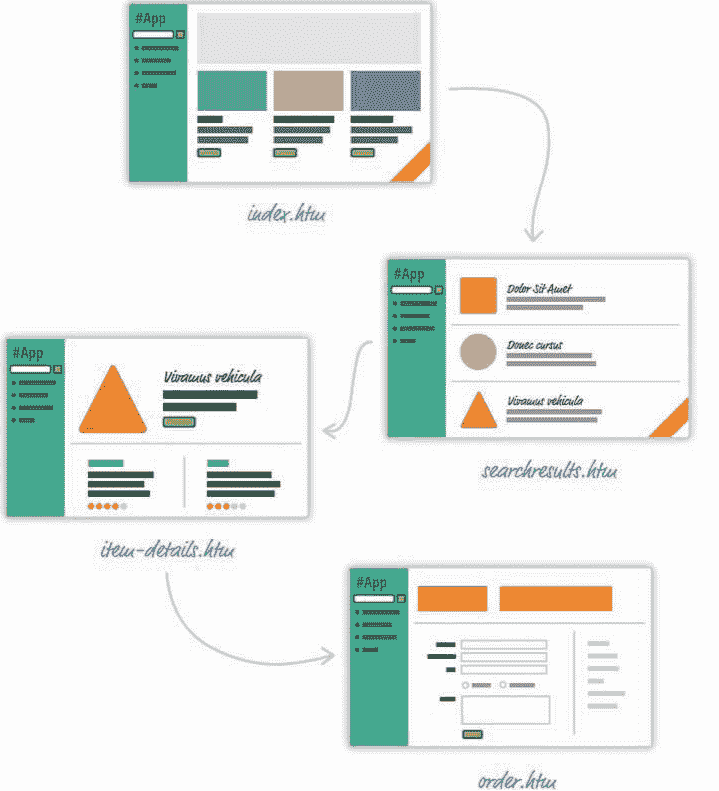 #App
index.htm
#App
Dolor Sit Amet
Donec cursus
Vivamus vehicula
searchresults.htm
#App
Vivamus vehicula
item-details.htm
#App
order.htm